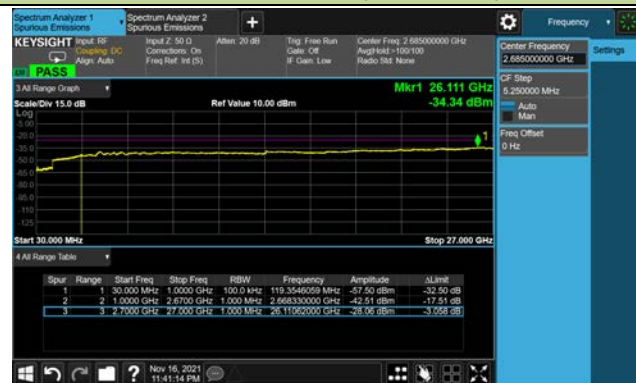 Spectrum Analyzer 1
Spurious Emissions
Spectrum Analyzer 2
Spurious Emissions
Frequency
KEYSIGHT
Input: RF
Coupling: DC
Align: Auto
Input Z: 50 Ω
Corrections: On
Freq Ref: Int (S)
Atten: 20 dB
Trig: Free Run
Gate: Off
IF Gain: Low
Center Freq: 2.685000000 GHz
Avg|Hold:>100/100
Radio Std: None
PASS
Center Frequency
2.685000000 GHz
Settings
CF Step
5.250000 MHz
Auto
Man
Freq Offset
0 Hz
3 All Range Graph
Mkr1 26.111 GHz
Scale/Div 15.0 dB
Ref Value 10.00 dBm
-34.34 dBm
Log
-5.00
-20.0
-35.0
-50.0
-65.0
-80.0
-95.0
-110
-125
1
Start 30.000 MHz
Stop 27.000 GHz
4 All Range Table
Spur Range Start Freq Stop Freq RBW Frequency Amplitude ΔLimit
1 1 30.000 MHz 1.0000 GHz 100.0 kHz 119.3546059 MHz -57.50 dBm -32.50 dB
2 2 1.0000 GHz 2.6700 GHz 1.000 MHz 2.668330000 GHz -42.51 dBm -17.51 dB
3 3 2.7000 GHz 27.000 GHz 1.000 MHz 26.11062000 GHz -28.06 dBm -3.058 dB
Nov 16, 2021
11:41:14 PM